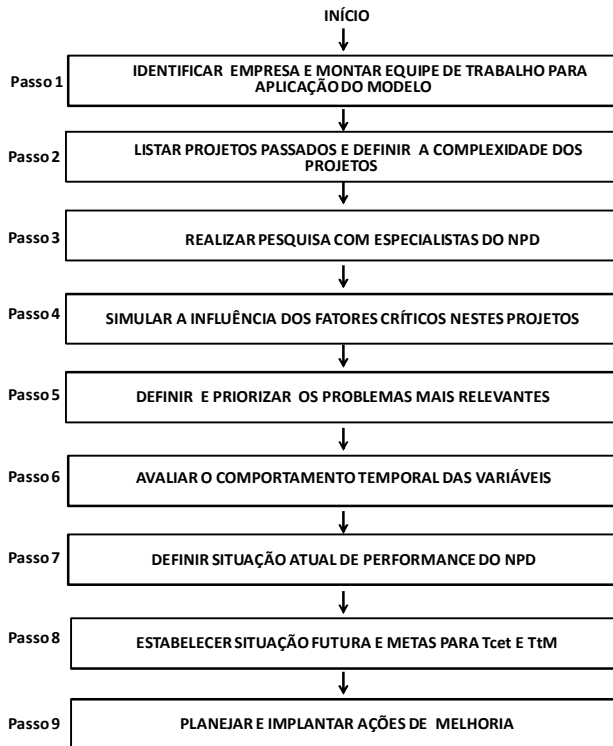 INÍCIO
Passo 1
IDENTIFICAR EMPRESA E MONTAR EQUIPE DE TRABALHO PARA
APLICAÇÃO DO MODELO
Passo 2
LISTAR PROJETOS PASSADOS E DEFINIR A COMPLEXIDADE DOS
PROJETOS
Passo 3
REALIZAR PESQUISA COM ESPECIALISTAS DO NPD
Passo 4
SIMULAR A INFLUÊNCIA DOS FATORES CRÍTICOS NESTES PROJETOS
Passo 5
DEFINIR E PRIORIZAR OS PROBLEMAS MAIS RELEVANTES
Passo 6
AVALIAR O COMPORTAMENTO TEMPORAL DAS VARIÁVEIS
Passo 7
DEFINIR SITUAÇÃO ATUAL DE PERFORMANCE DO NPD
Passo 8
ESTABELECER SITUAÇÃO FUTURA E METAS PARA Tcet E TtM
Passo 9
PLANEJAR E IMPLANTAR AÇÕES DE MELHORIA